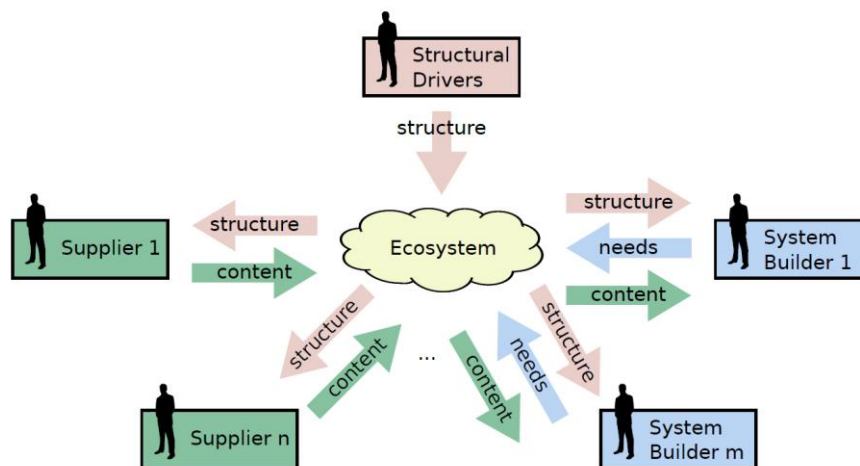 Structural
Drivers
structure
structure
structure
Supplier 1
Ecosystem
needs
System
Builder 1
content
content
structure
content
...
content
needs
structure
Supplier n
System
Builder m